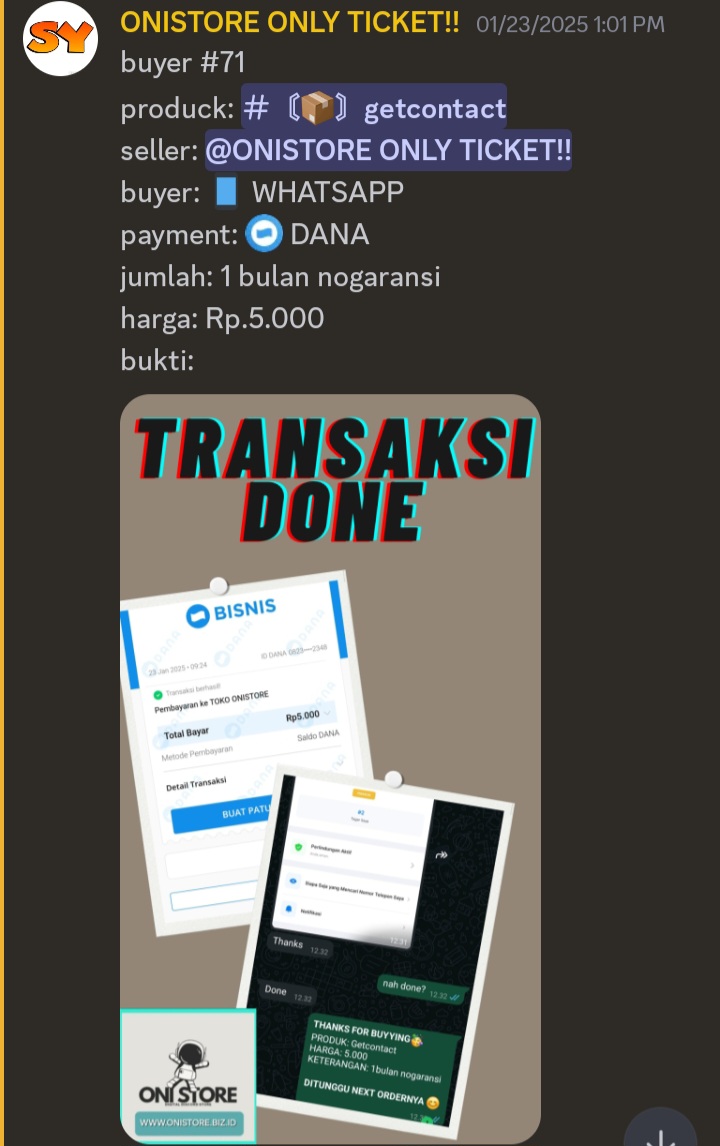 SY
ONISTORE ONLY TICKET!! 01/23/2025 1:01 PM
buyer #71
produck: # 〘📦〙 getcontact
seller: @ONISTORE ONLY TICKET!!
buyer: WHATSAPP
payment: DANA
jumlah: 1 bulan nogaransi
harga: Rp.5.000
bukti:
TRANSAKSI
DONE
BISNIS
23 Jan 2025 • 09:24
ID DANA 0823••••2348
Transaksi berhasil!
Pembayaran ke TOKO ONISTORE
Total Bayar Rp5.000
Metode Pembayaran Saldo DANA
Detail Transaksi
BUAT PATU
#2
Perlindungan Aktif
Siapa Saja yang Mencari Nomor Telepon Saya
Notifikasi
12.31
Thanks 12.32
nah done? 12.32
Done 12.32
THANKS FOR BUYYING🥳
PRODUK: Getcontact
HARGA: 5.000
KETERANGAN: 1bulan nogaransi
DITUNGGU NEXT ORDERNYA 😊
ONI STORE
WWW.ONISTORE.BIZ.ID